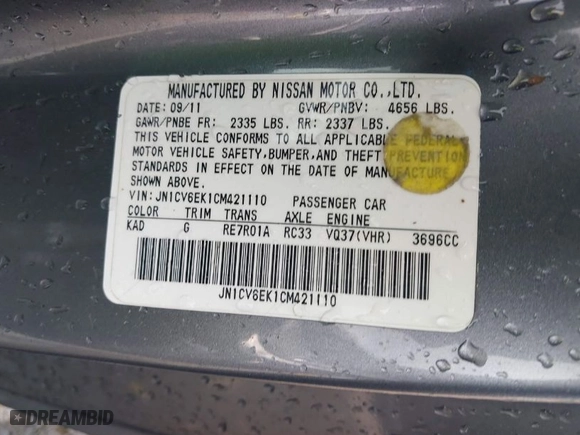 MANUFACTURED BY NISSAN MOTOR CO.,LTD.
DATE: 09/11 GVWR/PNBV: 4656 LBS.
GAWR/PNBE FR: 2335 LBS. RR: 2337 LBS.
THIS VEHICLE CONFORMS TO ALL APPLICABLE FEDERAL
MOTOR VEHICLE SAFETY,BUMPER,AND THEFT PREVENTION
STANDARDS IN EFFECT ON THE DATE OF MANUFACTURE
SHOWN ABOVE.
VIN: JN1CV6EK1CM421110 PASSENGER CAR
COLOR TRIM TRANS AXLE ENGINE
KAD G RE7R01A RC33 VQ37(VHR) 3696CC
JN1CV6EK1CM421110
DREAMBID